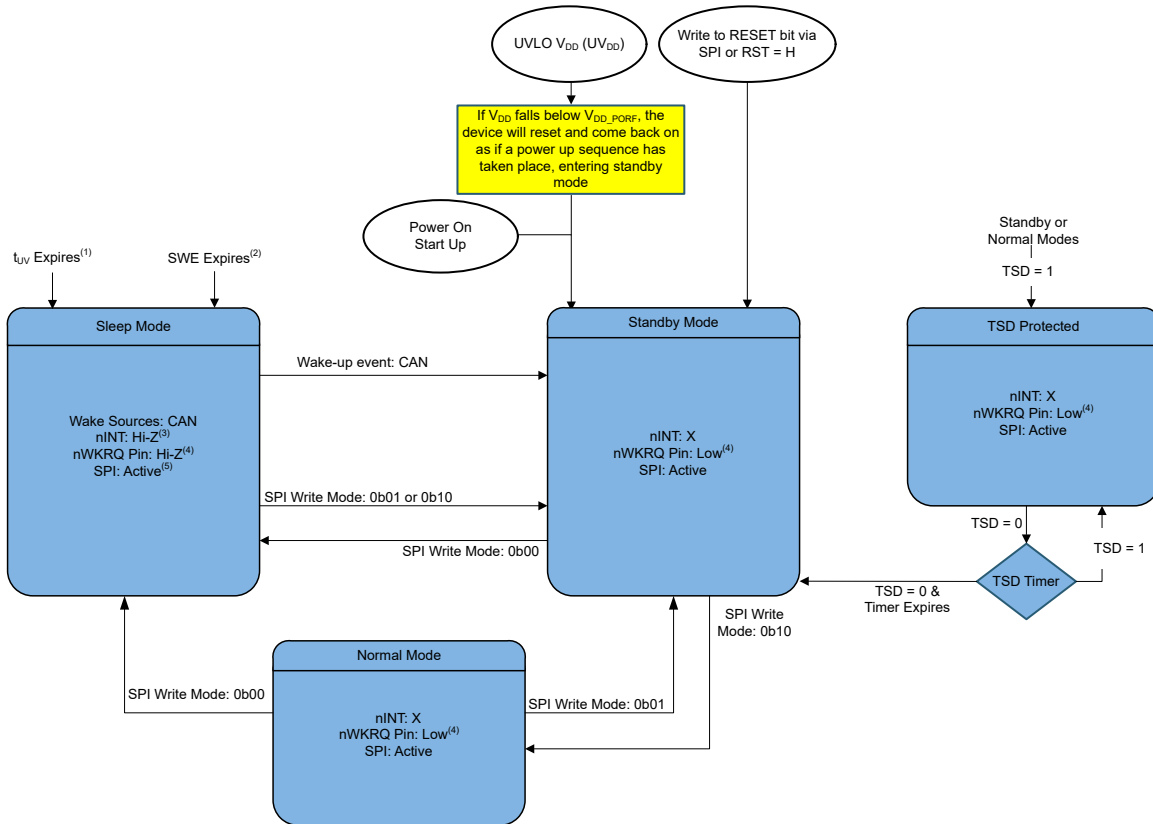 UVLO VDD (UVDD)
Write to RESET bit via
SPI or RST = H
If VDD falls below VDD_PORF, the
device will reset and come back on
as if a power up sequence has
taken place, entering standby
mode
Power On
Start Up
Standby or
Normal Modes
TSD = 1
tUV Expires(1)
SWE Expires(2)
Sleep Mode
Wake Sources: CAN
nINT: Hi-Z(3)
nWKRQ Pin: Hi-Z(4)
SPI: Active(5)
Wake-up event: CAN
SPI Write Mode: 0b01 or 0b10
SPI Write Mode: 0b00
Standby Mode
nINT: X
nWKRQ Pin: Low(4)
SPI: Active
TSD Protected
nINT: X
nWKRQ Pin: Low(4)
SPI: Active
TSD = 0
TSD = 1
TSD Timer
TSD = 0 &
Timer Expires
SPI Write
Mode: 0b10
Normal Mode
nINT: X
nWKRQ Pin: Low(4)
SPI: Active
SPI Write Mode: 0b00
SPI Write Mode: 0b01